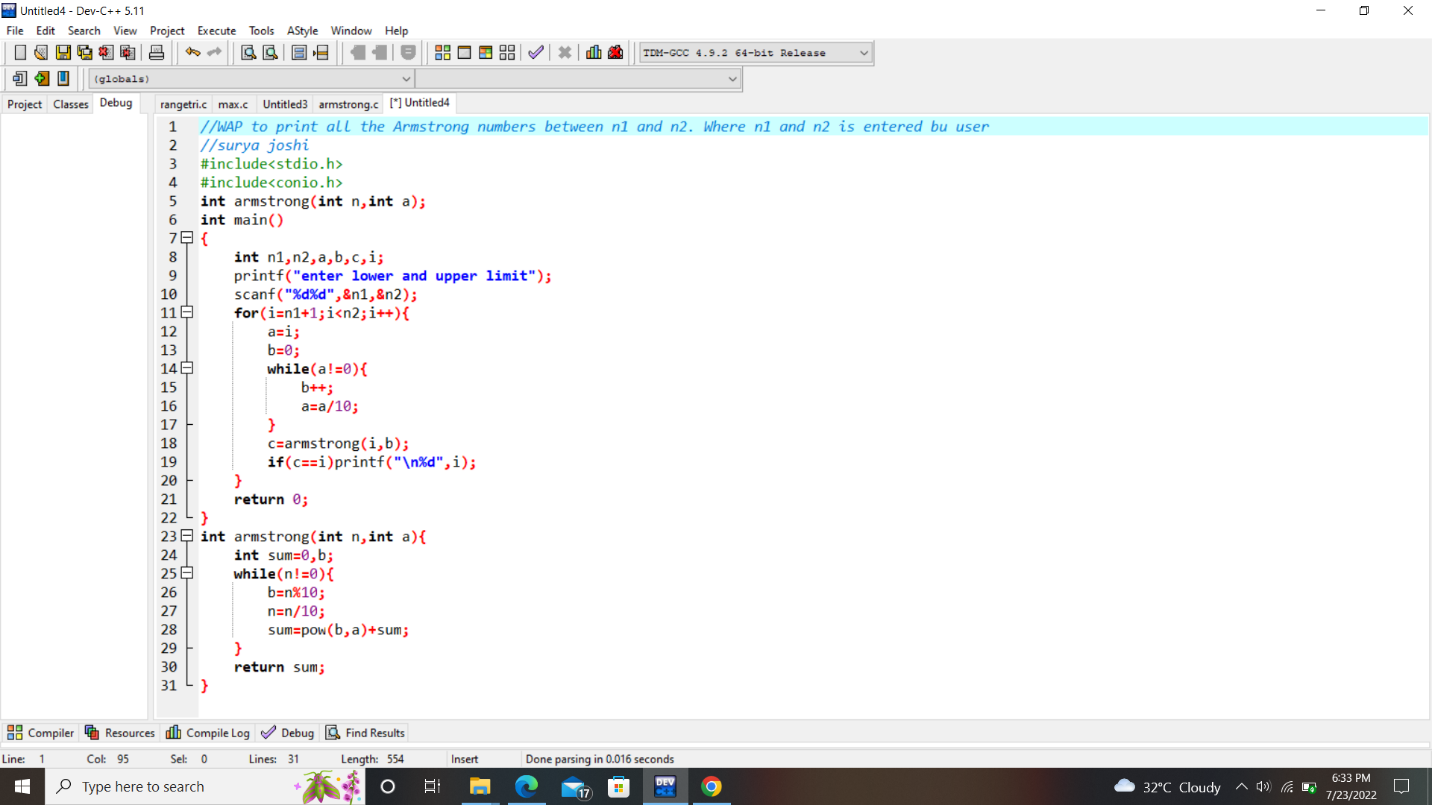 Untitled4 - Dev-C++ 5.11
File Edit Search View Project Execute Tools AStyle Window Help
TDM-GCC 4.9.2 64-bit Release
(globals)
Project Classes Debug rangetri.c max.c Untitled3 armstrong.c [*] Untitled4
1 //WAP to print all the Armstrong numbers between n1 and n2. Where n1 and n2 is entered bu user
2 //surya joshi
3 #include<stdio.h>
4 #include<conio.h>
5 int armstrong(int n,int a);
6 int main()
7 {
8 int n1,n2,a,b,c,i;
9 printf("enter lower and upper limit");
10 scanf("%d%d",&n1,&n2);
11 for(i=n1+1;i<n2;i++){
12 a=i;
13 b=0;
14 while(a!=0){
15 b++;
16 a=a/10;
17 }
18 c=armstrong(i,b);
19 if(c==i)printf("\n%d",i);
20 }
21 return 0;
22 }
23 int armstrong(int n,int a){
24 int sum=0,b;
25 while(n!=0){
26 b=n%10;
27 n=n/10;
28 sum=pow(b,a)+sum;
29 }
30 return sum;
31 }
Compiler Resources Compile Log Debug Find Results
Line: 1 Col: 95 Sel: 0 Lines: 31 Length: 554 Insert Done parsing in 0.016 seconds
Type here to search 17 DEV 32°C Cloudy 6:33 PM
7/23/2022